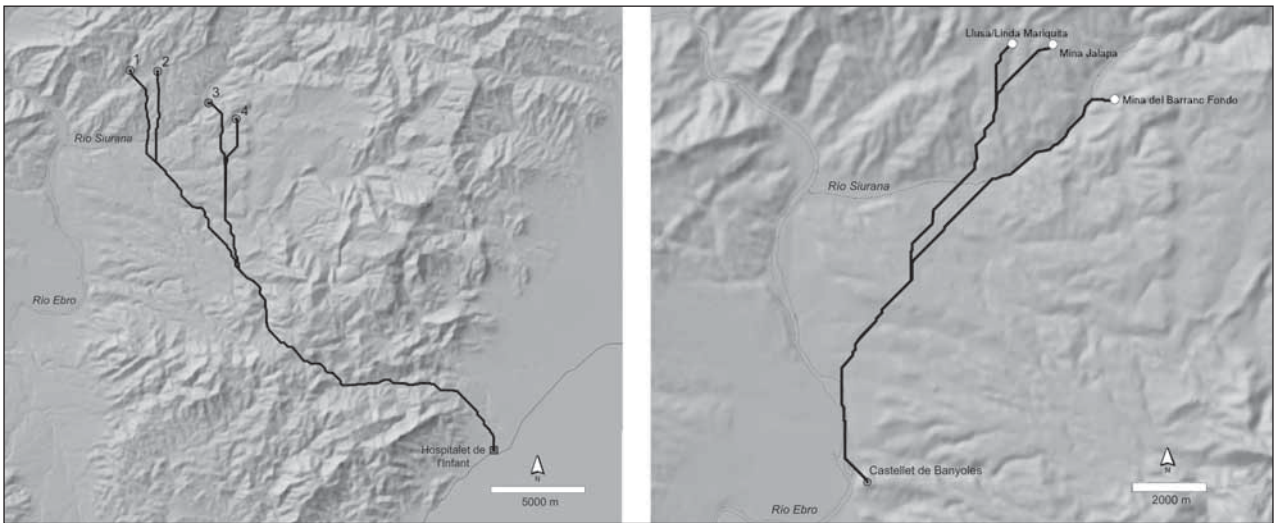 1
2
3
4
Río Siurana
Río Ebro
Hospitalet de
l'Infant
N
5000 m
Llusa/Linda Mariquita
Mina Jalapa
Mina del Barranc Fondo
Río Siurana
Castellet de Banyoles
Río Ebro
N
2000 m